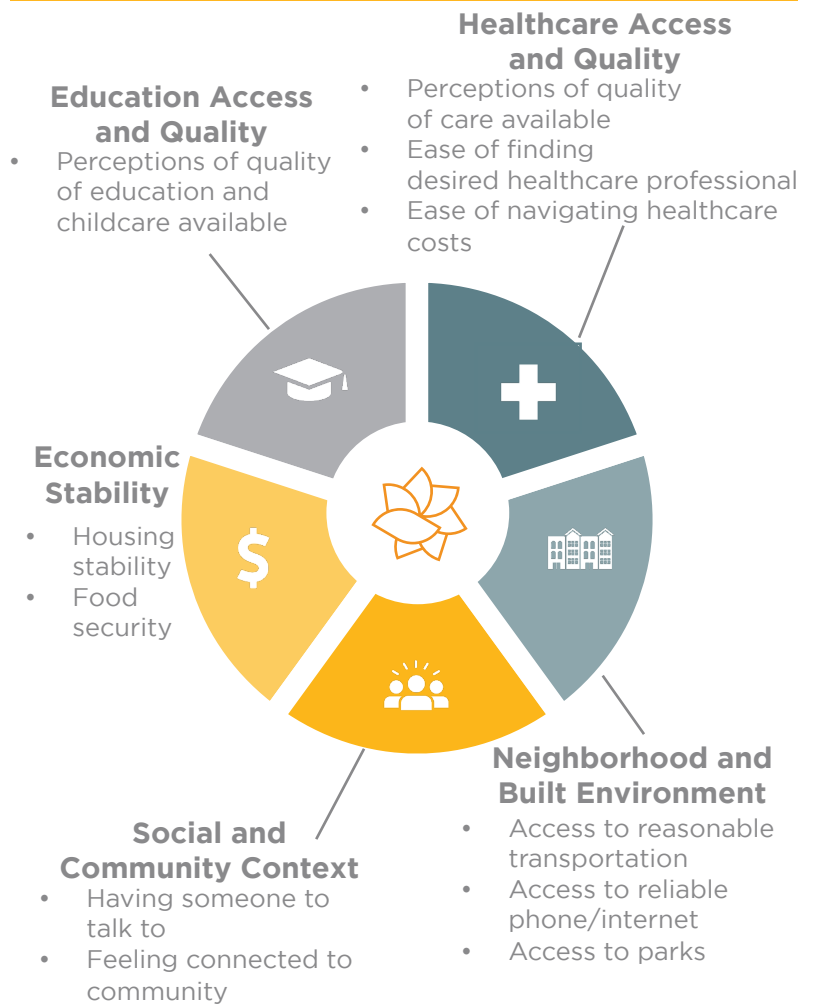 Healthcare Access
and Quality
• Perceptions of quality
of care available
• Ease of finding
desired healthcare professional
• Ease of navigating healthcare
costs
Education Access
and Quality
• Perceptions of quality
of education and
childcare available
Economic
Stability
• Housing
stability
• Food
security
$
Neighborhood and
Built Environment
• Access to reasonable
transportation
• Access to reliable
phone/internet
• Access to parks
Social and
Community Context
• Having someone to
talk to
• Feeling connected to
community